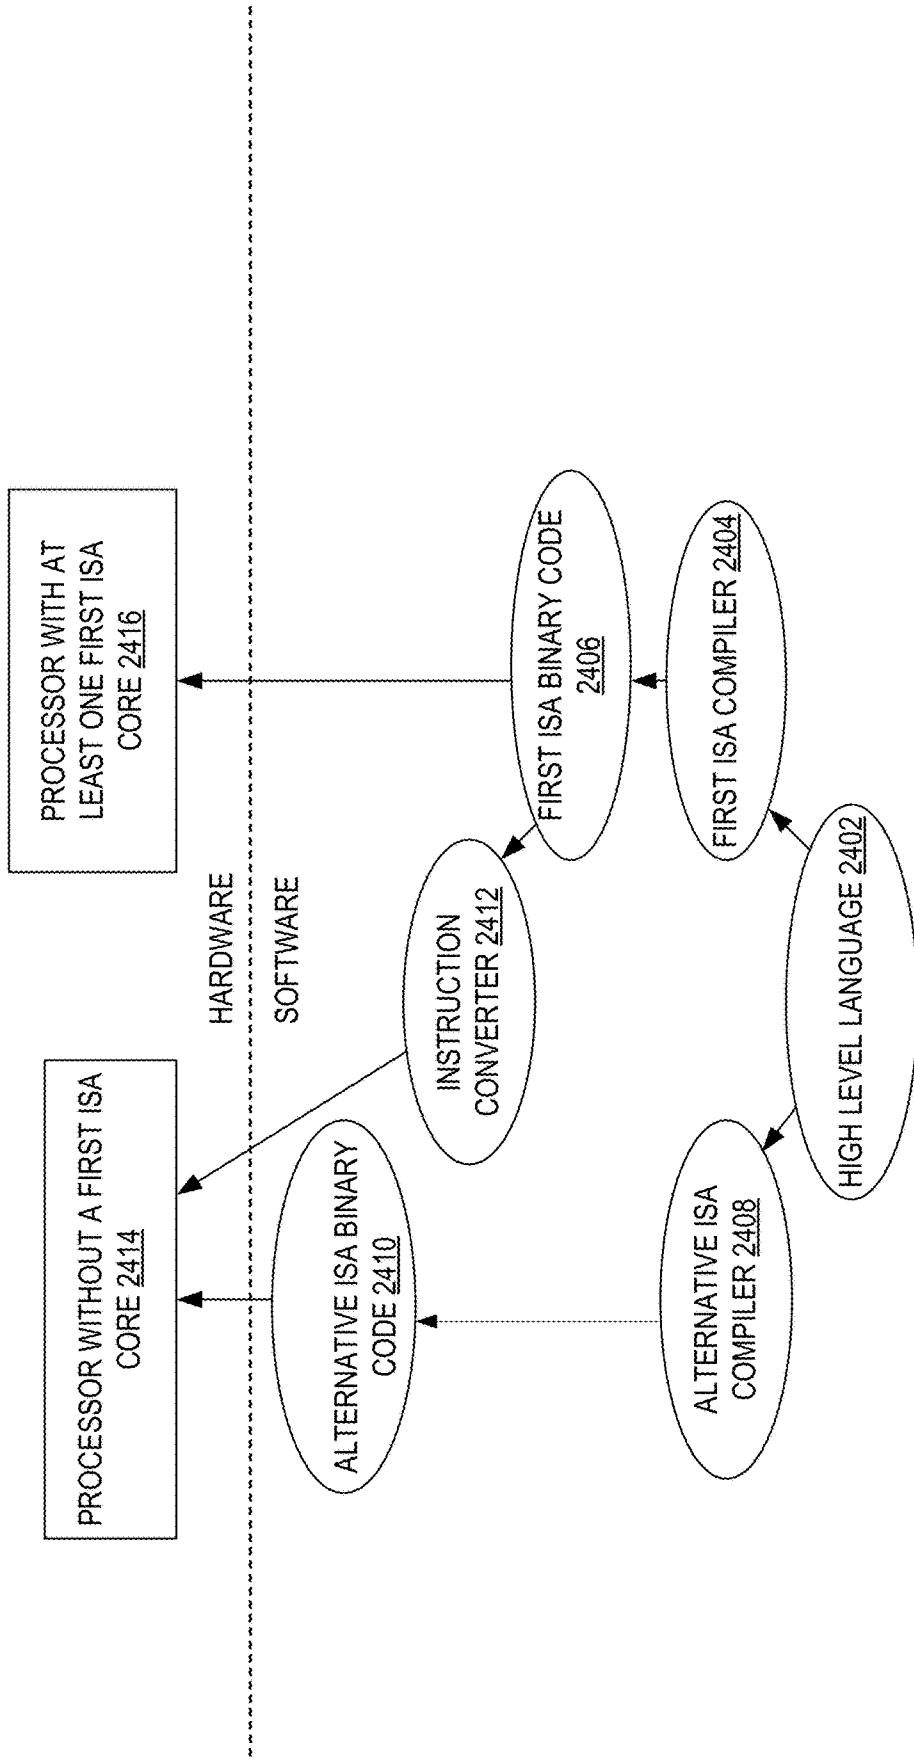 PROCESSOR WITHOUT A FIRST ISA
CORE 2414
PROCESSOR WITH AT
LEAST ONE FIRST ISA
CORE 2416
HARDWARE
SOFTWARE
ALTERNATIVE ISA BINARY
CODE 2410
INSTRUCTION
CONVERTER 2412
FIRST ISA BINARY CODE
2406
ALTERNATIVE ISA
COMPILER 2408
FIRST ISA COMPILER 2404
HIGH LEVEL LANGUAGE 2402